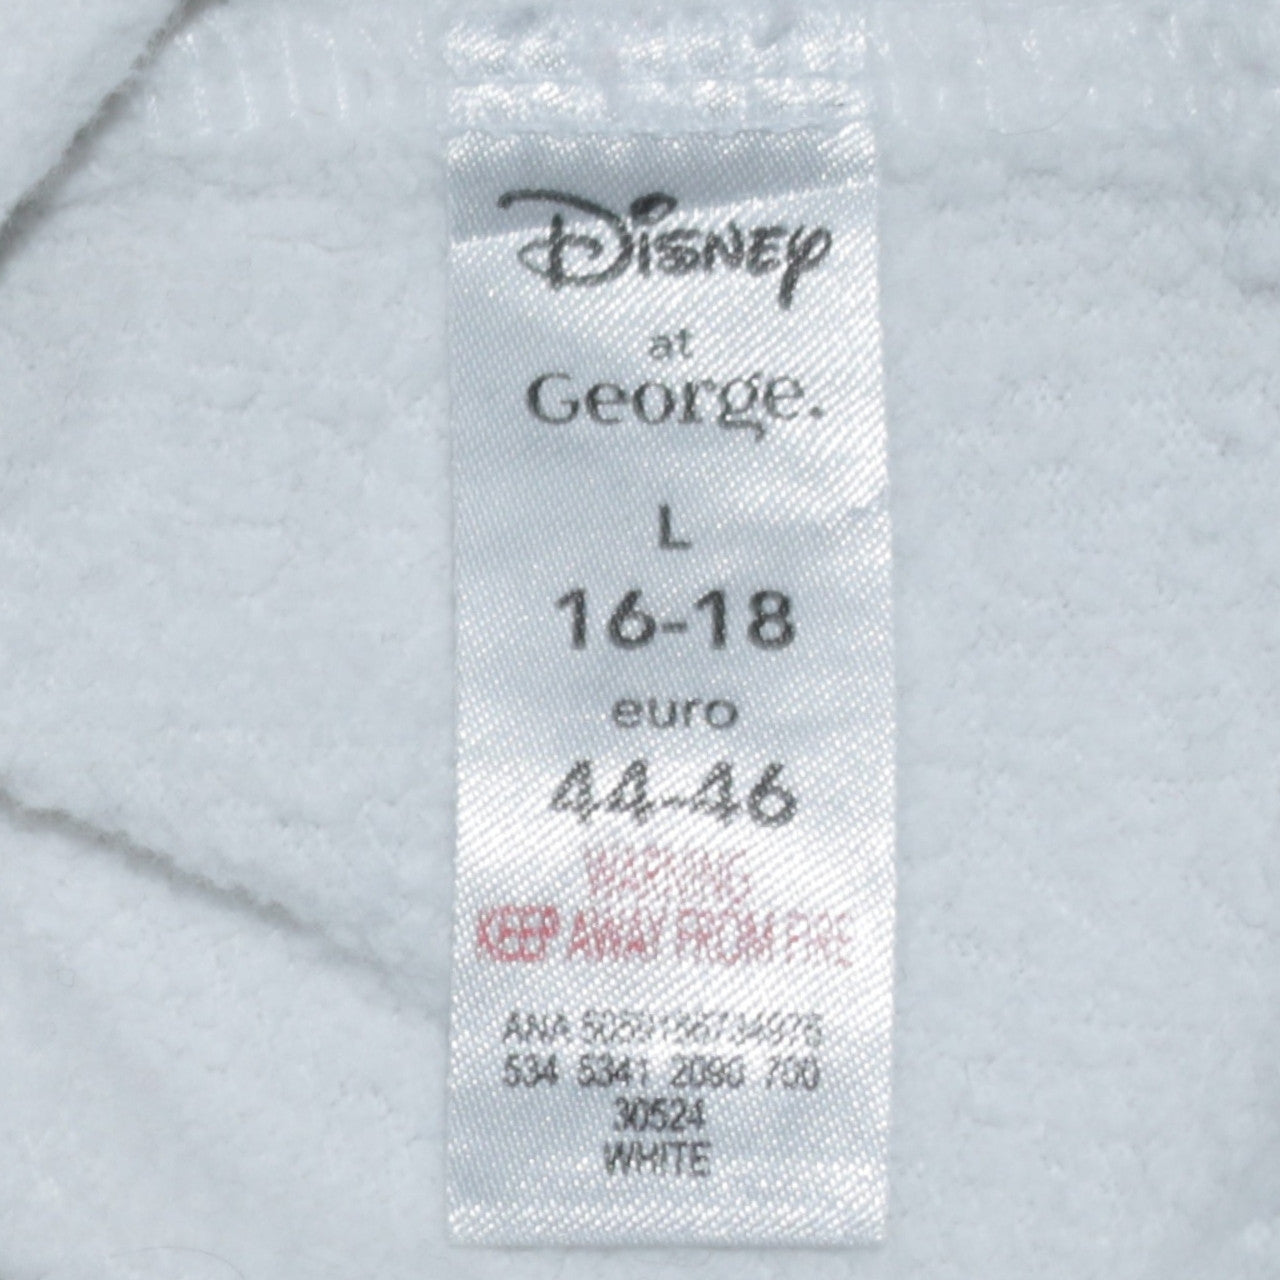 Disney
at
George.
L
16-18
euro
44-46
WARNING
KEEP AWAY FROM FIRE
ANA 5059156734976
534 5341 2090 700
30524
WHITE